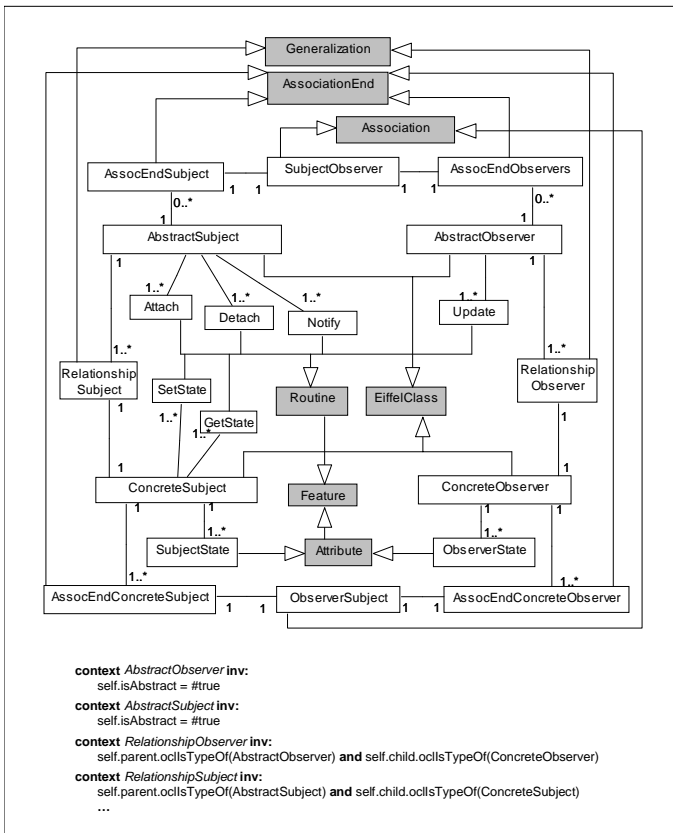 Generalization
AssociationEnd
Association
AssocEndSubject
SubjectObserver
AssocEndObservers
1 1 1 1
0..* 0..*
1 1
AbstractSubject
AbstractObserver
1 1
1..* 1..* 1..* 1..*
Attach
Detach
Notify
Update
1..* 1..*
Relationship
Subject
SetState
Routine
EiffelClass
Relationship
Observer
1 1..* 1..* 1
GetState
1 1
ConcreteSubject
Feature
ConcreteObserver
1 1 1 1
1..* 1..*
SubjectState
Attribute
ObserverState
1..* 1..*
AssocEndConcreteSubject
ObserverSubject
AssocEndConcreteObserver
1 1 1 1
context AbstractObserver inv:
self.isAbstract = #true
context AbstractSubject inv:
self.isAbstract = #true
context RelationshipObserver inv:
self.parent.oclIsTypeOf(AbstractObserver) and self.child.oclIsTypeOf(ConcreteObserver)
context RelationshipSubject inv:
self.parent.oclIsTypeOf(AbstractSubject) and self.child.oclIsTypeOf(ConcreteSubject)
...